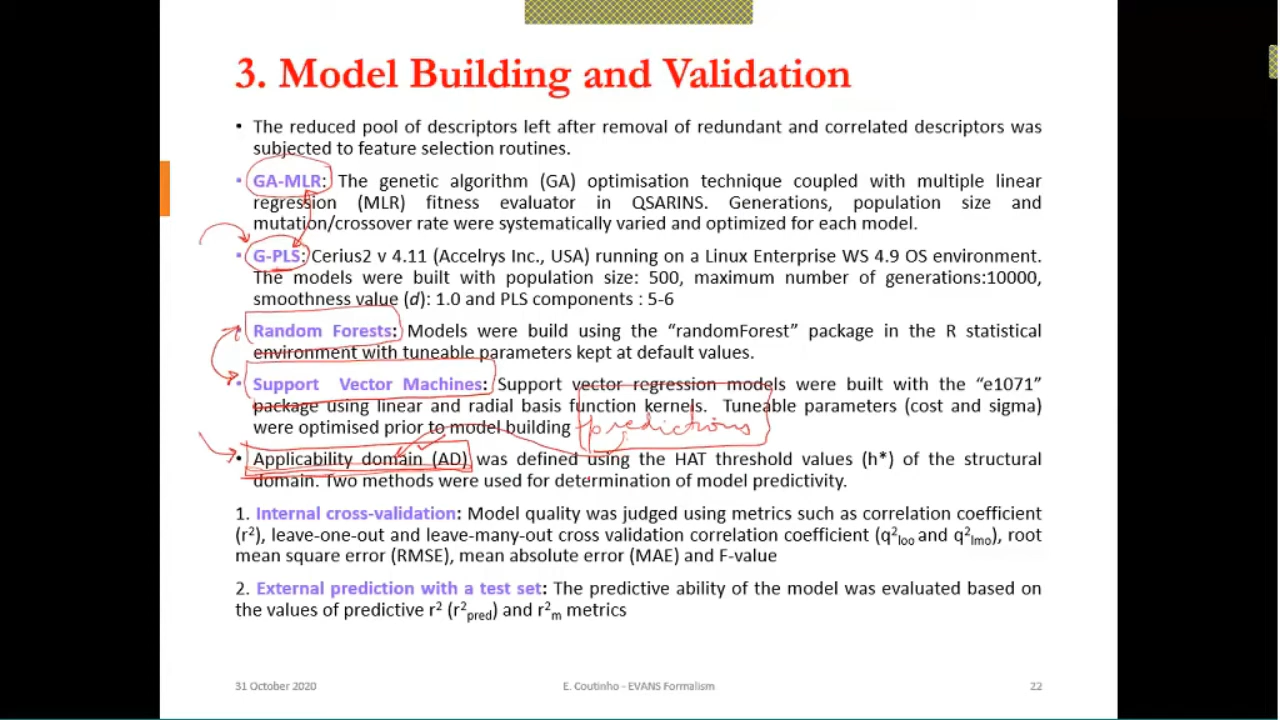 3. Model Building and Validation
• The reduced pool of descriptors left after removal of redundant and correlated descriptors was
subjected to feature selection routines.
• GA-MLR: The genetic algorithm (GA) optimisation technique coupled with multiple linear
regression (MLR) fitness evaluator in QSARINS. Generations, population size and
mutation/crossover rate were systematically varied and optimized for each model.
• G-PLS: Cerius2 v 4.11 (Accelrys Inc., USA) running on a Linux Enterprise WS 4.9 OS environment.
The models were built with population size: 500, maximum number of generations:10000,
smoothness value (d): 1.0 and PLS components : 5-6
• Random Forests: Models were build using the “randomForest” package in the R statistical
environment with tuneable parameters kept at default values.
• Support Vector Machines: Support vector regression models were built with the “e1071”
package using linear and radial basis function kernels. Tuneable parameters (cost and sigma)
were optimised prior to model building predictions
• Applicability domain (AD) was defined using the HAT threshold values (h*) of the structural
domain. Two methods were used for determination of model predictivity.
1. Internal cross-validation: Model quality was judged using metrics such as correlation coefficient
(r²), leave-one-out and leave-many-out cross validation correlation coefficient (q²loo and q²lmo), root
mean square error (RMSE), mean absolute error (MAE) and F-value
2. External prediction with a test set: The predictive ability of the model was evaluated based on
the values of predictive r² (r²pred) and r²m metrics
31 October 2020 E. Coutinho - EVANS Formalism 22